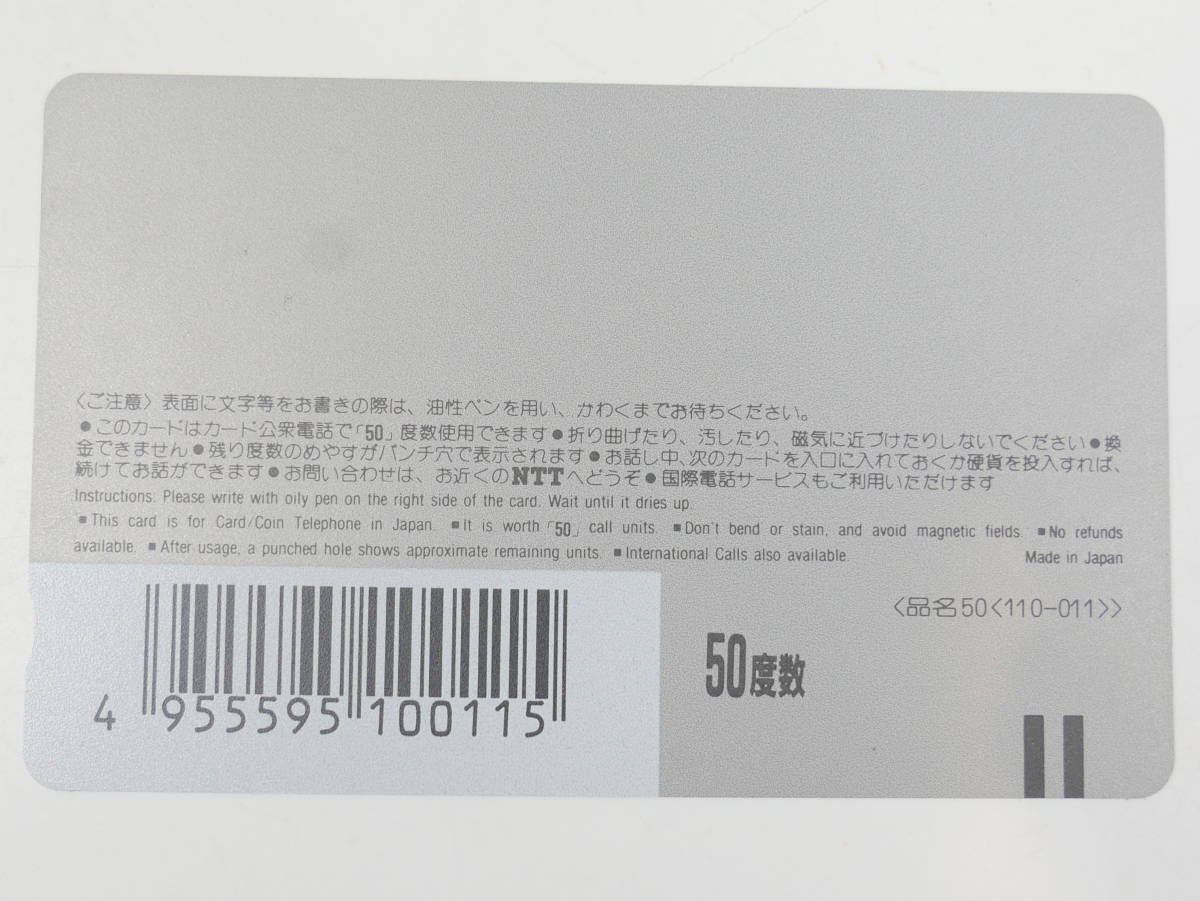 〈ご注意〉表面に文字等をお書きの際は、油性ペンを用い、かわくまでお待ちください。
●このカードはカード公衆電話で「50」度数使用できます●折り曲げたり、汚したり、磁気に近づけたりしないでください●換
金できません●残り度数のめやすがパンチ穴で表示されます●お話し中、次のカードを入口に入れておくか硬貨を投入すれば、
続けてお話ができます●お問い合わせは、お近くのNTTへどうぞ●国際電話サービスもご利用いただけます
Instructions: Please write with oily pen on the right side of the card. Wait until it dries up.
■This card is for Card/Coin Telephone in Japan. ■It is worth「50」call units. ■Don't bend or stain, and avoid magnetic fields. ■No refunds
available. ■After usage, a punched hole shows approximate remaining units. ■International Calls also available. Made in Japan
〈品名50〈110-011〉〉
50度数
4 955595 100115